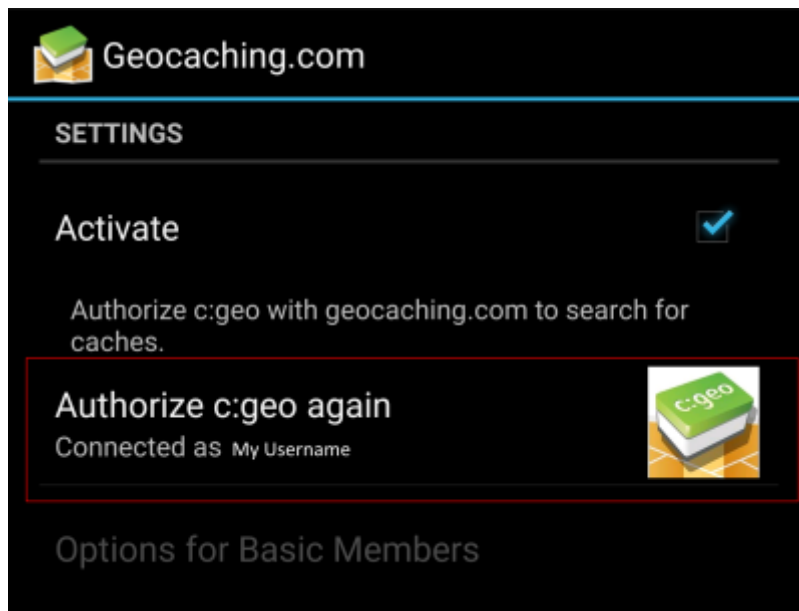 Geocaching.com
SETTINGS
Activate
Authorize c:geo with geocaching.com to search for
caches.
Authorize c:geo again
c:geo
Connected as My Username
Options for Basic Members